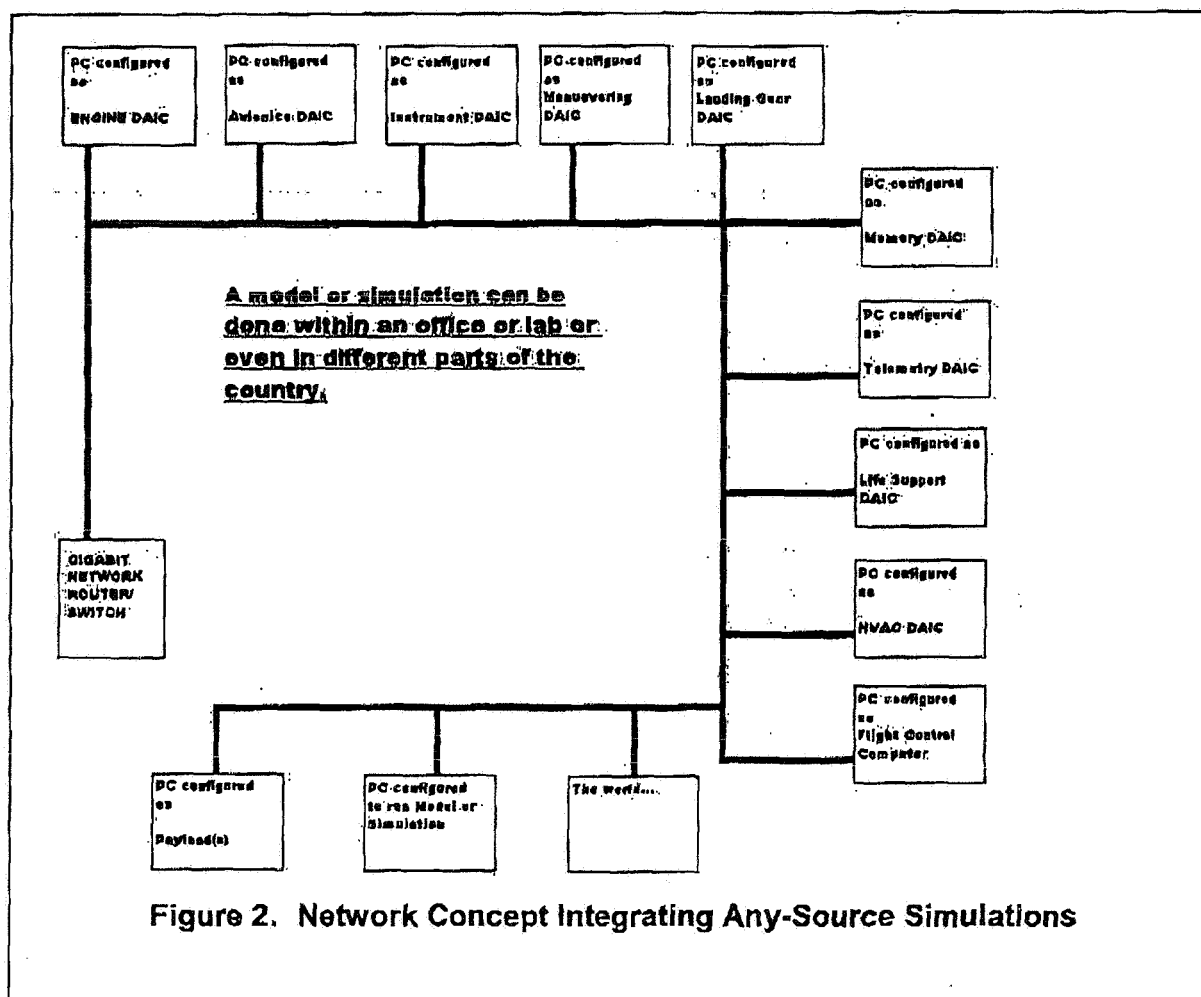 PC configured
as
ENGINE DAIC
PC configured
as
Avionics DAIC
PC configured
as
Instrument DAIC
PC configured
as
Manuevering
DAIC
PC configured
as
Landing Gear
DAIC
PC configured
as
Memory DAIC
PC configured
as
Telemetry DAIC
PC configured as
Life Support
DAIC
PC configured
as
HVAC DAIC
PC configured
as
Flight Control
Computer
A model or simulation can be
done within an office or lab or
even in different parts of the
country.
GIGABIT
NETWORK
ROUTER/
SWITCH
PC configured
as
Payload(s)
PC configured
to run Model or
Simulation
The world....
Figure 2. Network Concept Integrating Any-Source Simulations